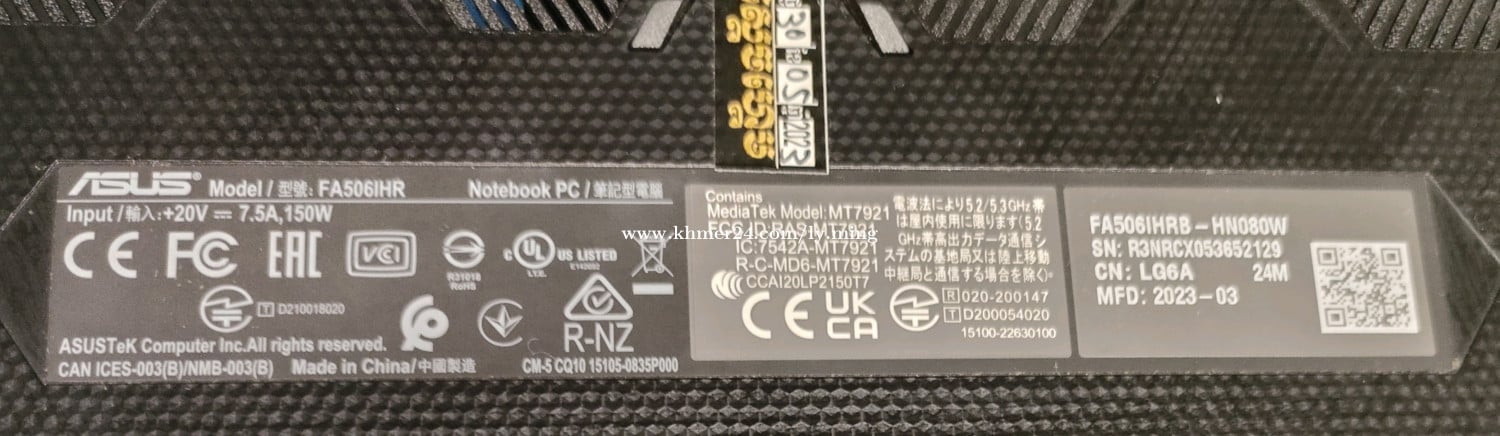 ASUS Model / 型號: FA506IHR Notebook PC / 筆記型電腦
Input / 輸入: +20V ⎓ 7.5A, 150W
CE FC EAC VCCI R31018 RoHS c UL US LISTED I.T.E. E142092
T D210018020
R-NZ
ASUSTeK Computer Inc. All rights reserved.
CAN ICES-003(B)/NMB-003(B) Made in China/中國製造 CM-5 CQ10 15105-0835P000
Contains
MediaTek Model: MT7921
IC: 7542A-MT7921
R-C-MD6-MT7921
CCAI20LP2150T7
CE UK CA
電波法により5.2/5.3GHz帯
は屋内使用に限ります(5.2
GHz帯高出力データ通信シ
ステムの基地局又は陸上移動
中継局と通信する場合を除く)。
R 020-200147
T D200054020
15100-22630100
FA506IHRB-HN080W
SN: R3NRCX053652129
CN: LG6A 24M
MFD: 2023-03
www.khmer24.com/ly.ming
30 05 202